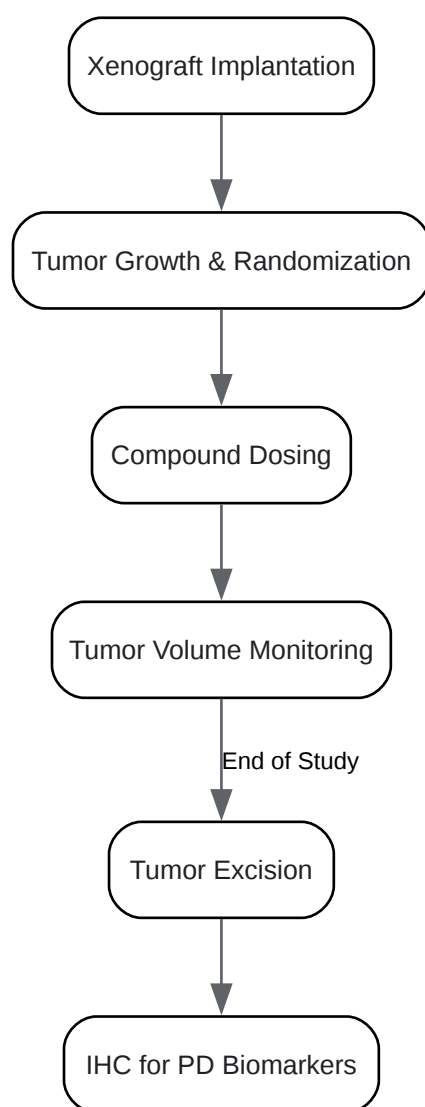 Xenograft Implantation
Tumor Growth & Randomization
Compound Dosing
Tumor Volume Monitoring
End of Study
Tumor Excision
IHC for PD Biomarkers